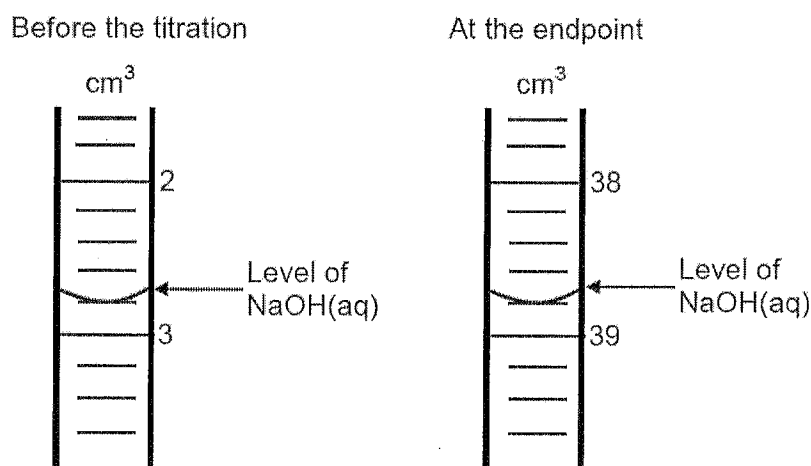 Before the titration
cm³
2
Level of
NaOH(aq)
3
At the endpoint
cm³
38
Level of
NaOH(aq)
39